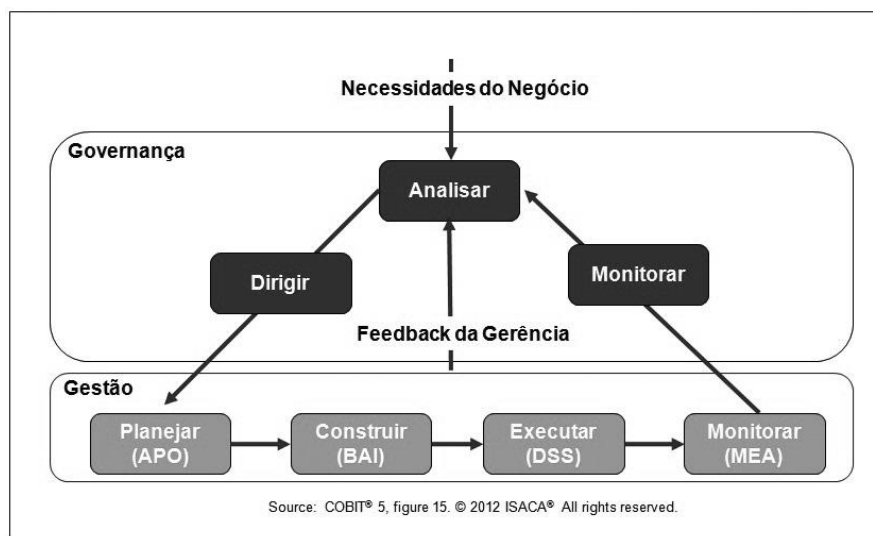 Necessidades do Negócio
Governança
Analisar
Dirigir
Monitorar
Feedback da Gerência
Gestão
Planejar
(APO)
Construir
(BAI)
Executar
(DSS)
Monitorar
(MEA)
Source: COBIT® 5, figure 15. © 2012 ISACA® All rights reserved.